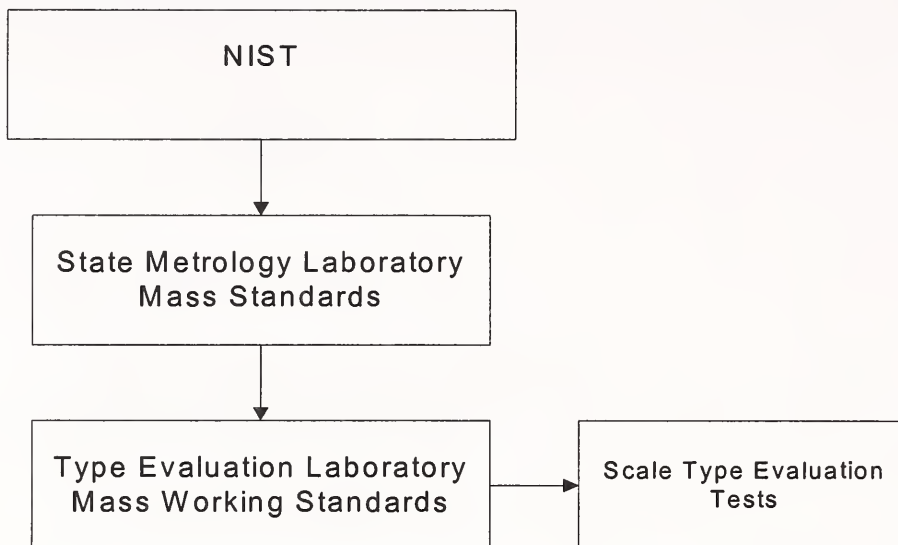 NIST
State Metrology Laboratory
Mass Standards
Type Evaluation Laboratory
Mass Working Standards
Scale Type Evaluation
Tests